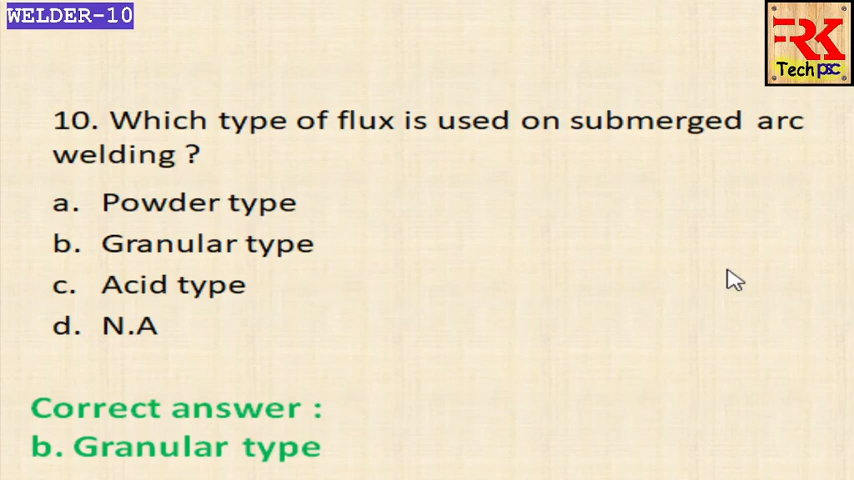 WELDER-10
RK
Tech psc
10. Which type of flux is used on submerged arc
welding ?
a. Powder type
b. Granular type
c. Acid type
d. N.A
Correct answer :
b. Granular type